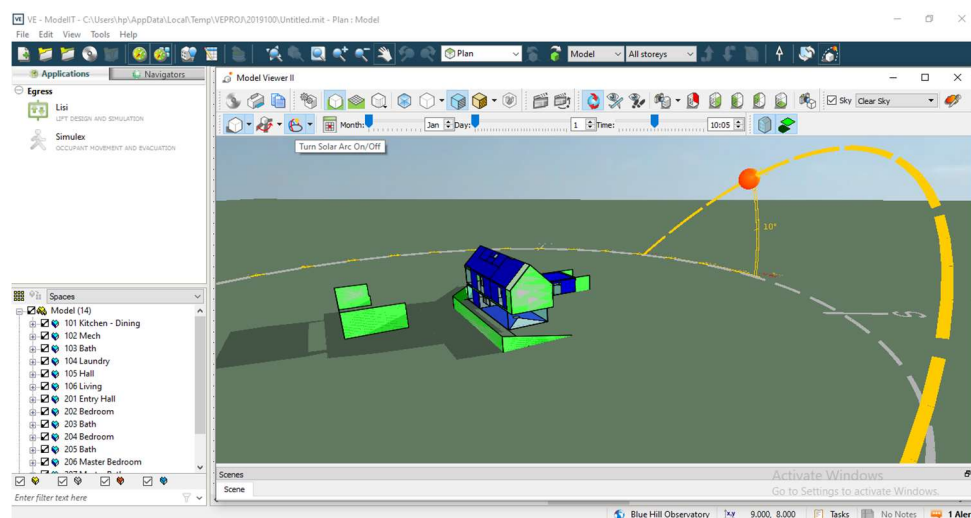 VE - ModelIT - C:\Users\hp\AppData\Local\Temp\VEPROJ\2019100\Untitled.mit - Plan : Model
File Edit View Tools Help
Plan Model All storeys
Applications Navigators
Model Viewer II
Egress
Lisi
LIFT DESIGN AND SIMULATION
Simulex
OCCUPANT MOVEMENT AND EVACUATION
Sky Clear Sky
Month: Jan Day: 1 Time: 10:05
Turn Solar Arc On/Off
10°
S
Spaces
Model (14)
101 Kitchen - Dining
102 Mech
103 Bath
104 Laundry
105 Hall
106 Living
201 Entry Hall
202 Bedroom
203 Bath
204 Bedroom
205 Bath
206 Master Bedroom
Enter filter text here
Scenes
Scene
Activate Windows
Go to Settings to activate Windows.
Blue Hill Observatory x,y 9.000, 8.000 Tasks No Notes 1 Aler